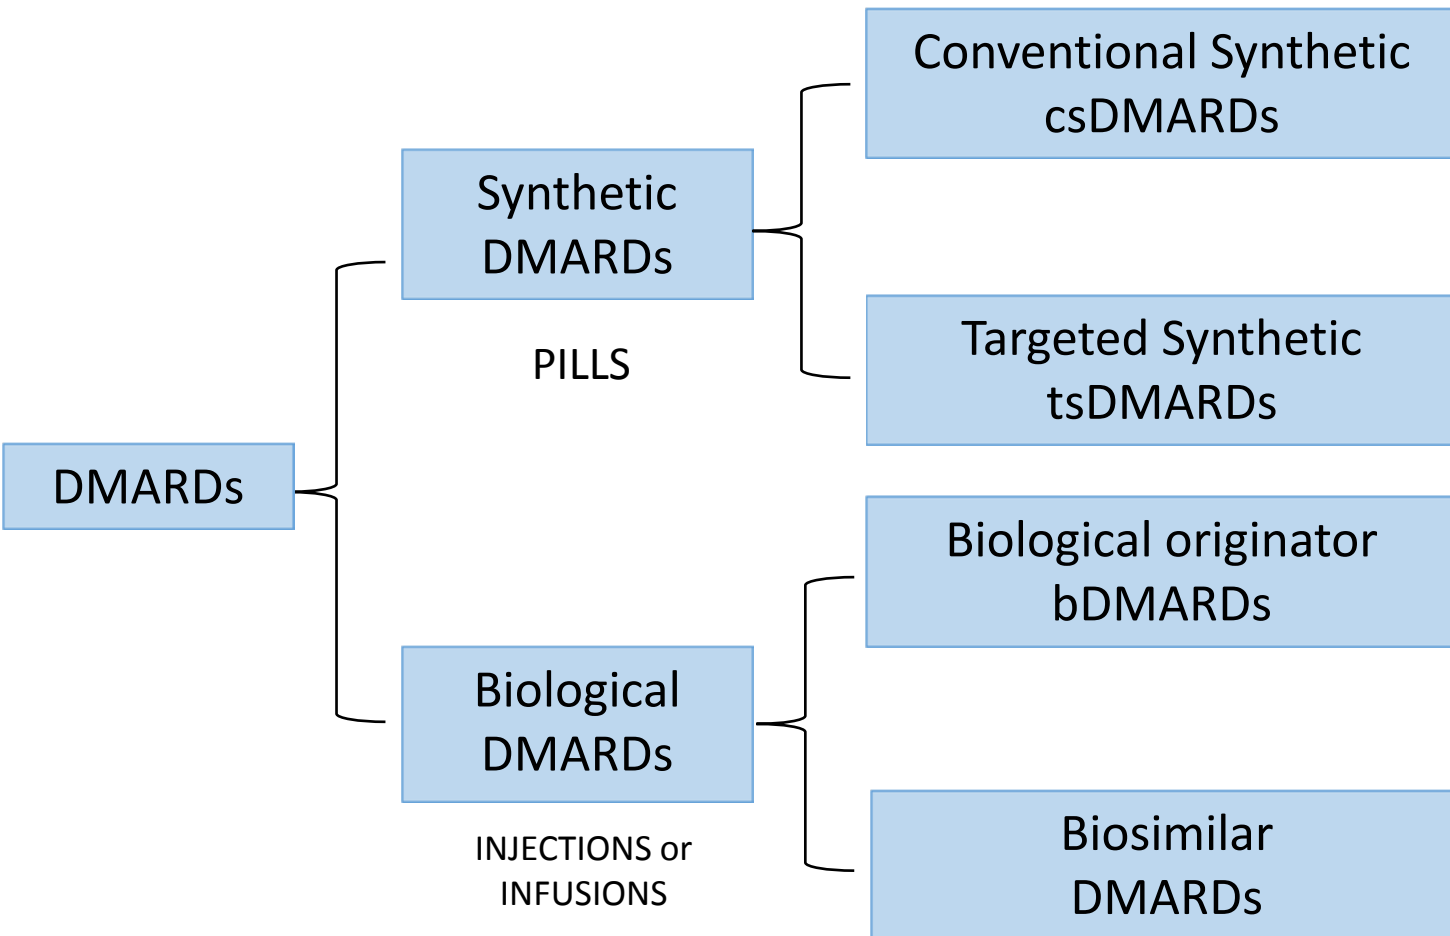 DMARDs
Synthetic
DMARDs
PILLS
Conventional Synthetic
csDMARDs
Targeted Synthetic
tsDMARDs
Biological
DMARDs
INJECTIONS or
INFUSIONS
Biological originator
bDMARDs
Biosimilar
DMARDs